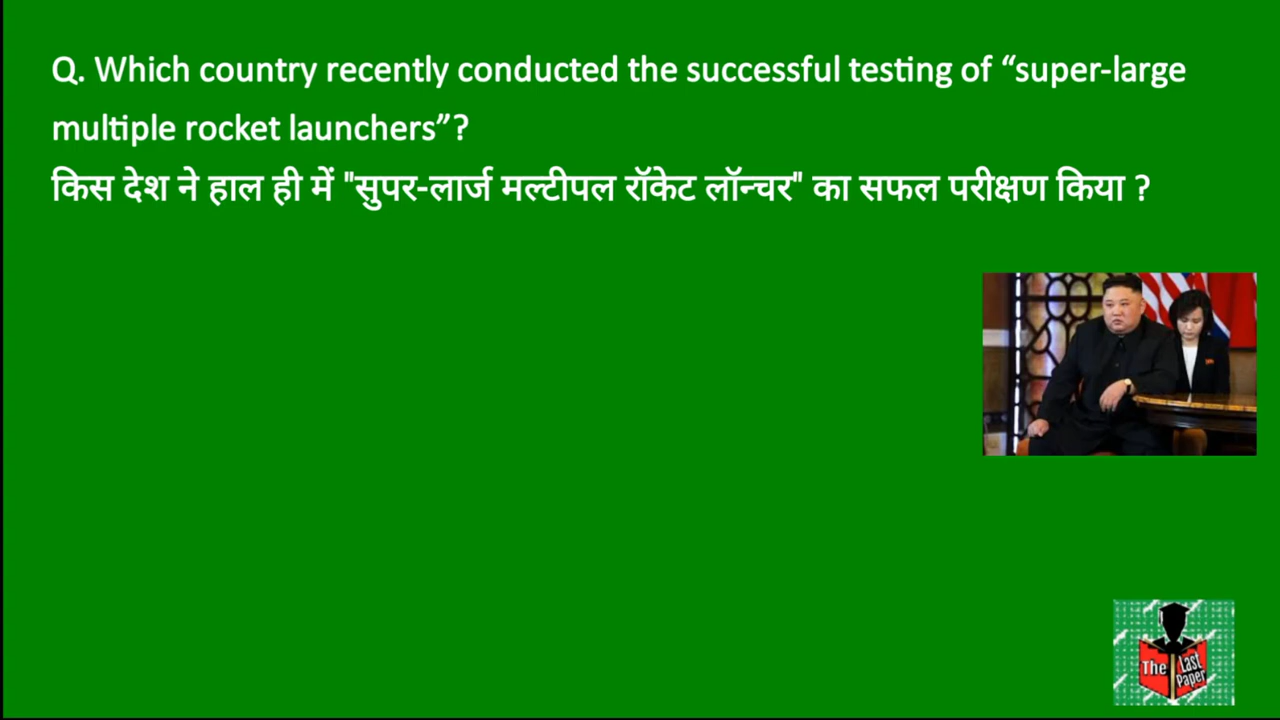 Q. Which country recently conducted the successful testing of “super-large
multiple rocket launchers”?
किस देश ने हाल ही में "सुपर-लार्ज मल्टीपल रॉकेट लॉन्चर" का सफल परीक्षण किया ?
The Last
Paper